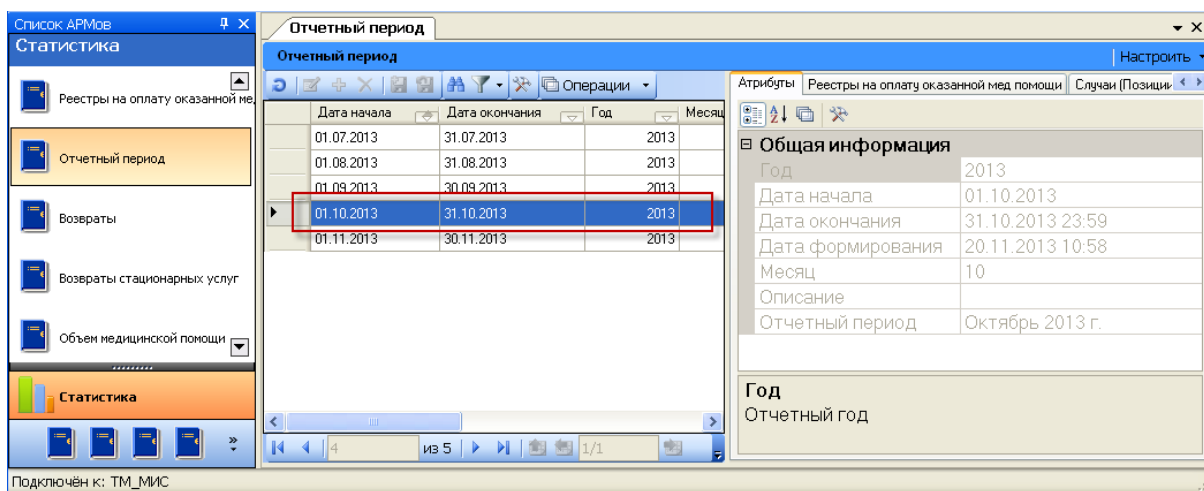 Список АРМов
Статистика
Реестры на оплату оказанной ме
Отчетный период
Возвраты
Возвраты стационарных услуг
Объем медицинской помощи
Статистика
Отчетный период
Отчетный период
Настроить
Операции
Дата начала Дата окончания Год Месяц
01.07.2013 31.07.2013 2013
01.08.2013 31.08.2013 2013
01.09.2013 30.09.2013 2013
01.10.2013 31.10.2013 2013
01.11.2013 30.11.2013 2013
4 из 5 1/1
Атрибуты Реестры на оплату оказанной мед помощи Случаи (Позиции
Общая информация
Год 2013
Дата начала 01.10.2013
Дата окончания 31.10.2013 23:59
Дата формирования 20.11.2013 10:58
Месяц 10
Описание
Отчетный период Октябрь 2013 г.
Год
Отчетный год
Подключён к: ТМ_МИС